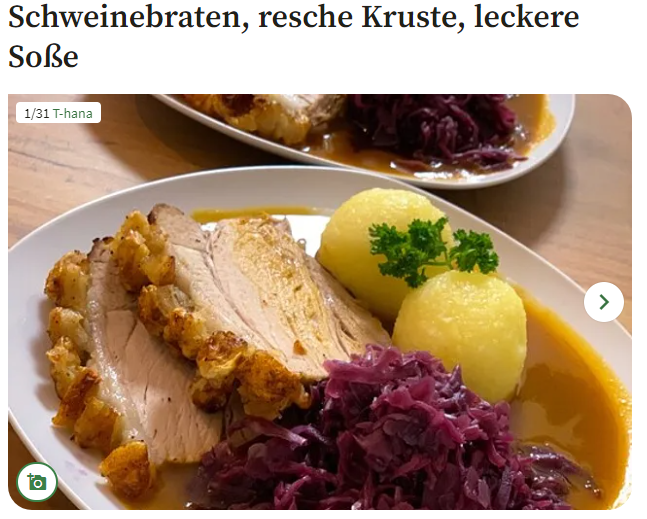 Schweinebraten, resche Kruste, leckere
Soße
1/31 T-hana